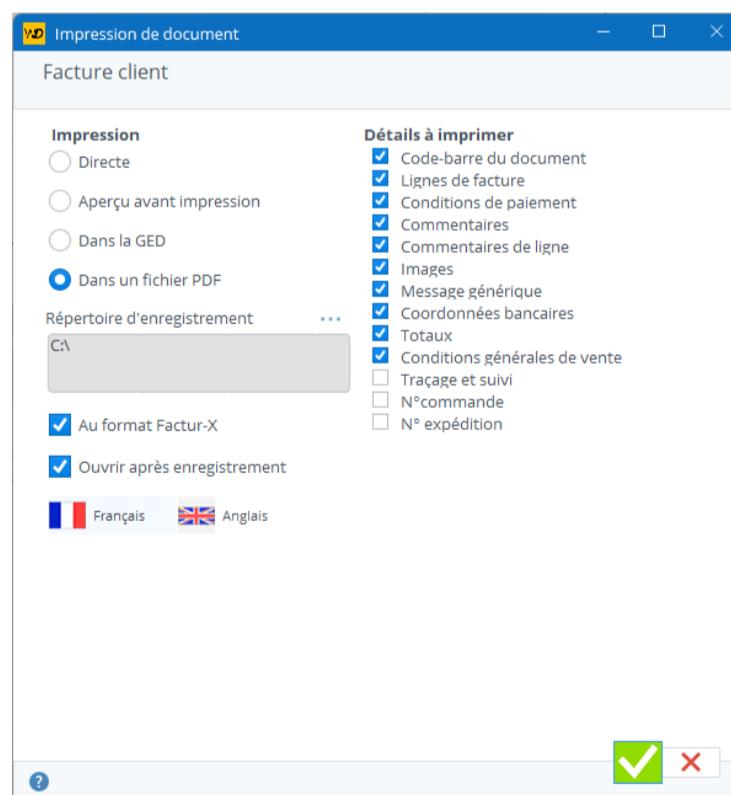 WD Impression de document
Facture client
Impression
Directe
Aperçu avant impression
Dans la GED
Dans un fichier PDF
Répertoire d'enregistrement ...
C:\
Au format Factur-X
Ouvrir après enregistrement
Français Anglais
Détails à imprimer
Code-barre du document
Lignes de facture
Conditions de paiement
Commentaires
Commentaires de ligne
Images
Message générique
Coordonnées bancaires
Totaux
Conditions générales de vente
Traçage et suivi
N°commande
N° expédition
?